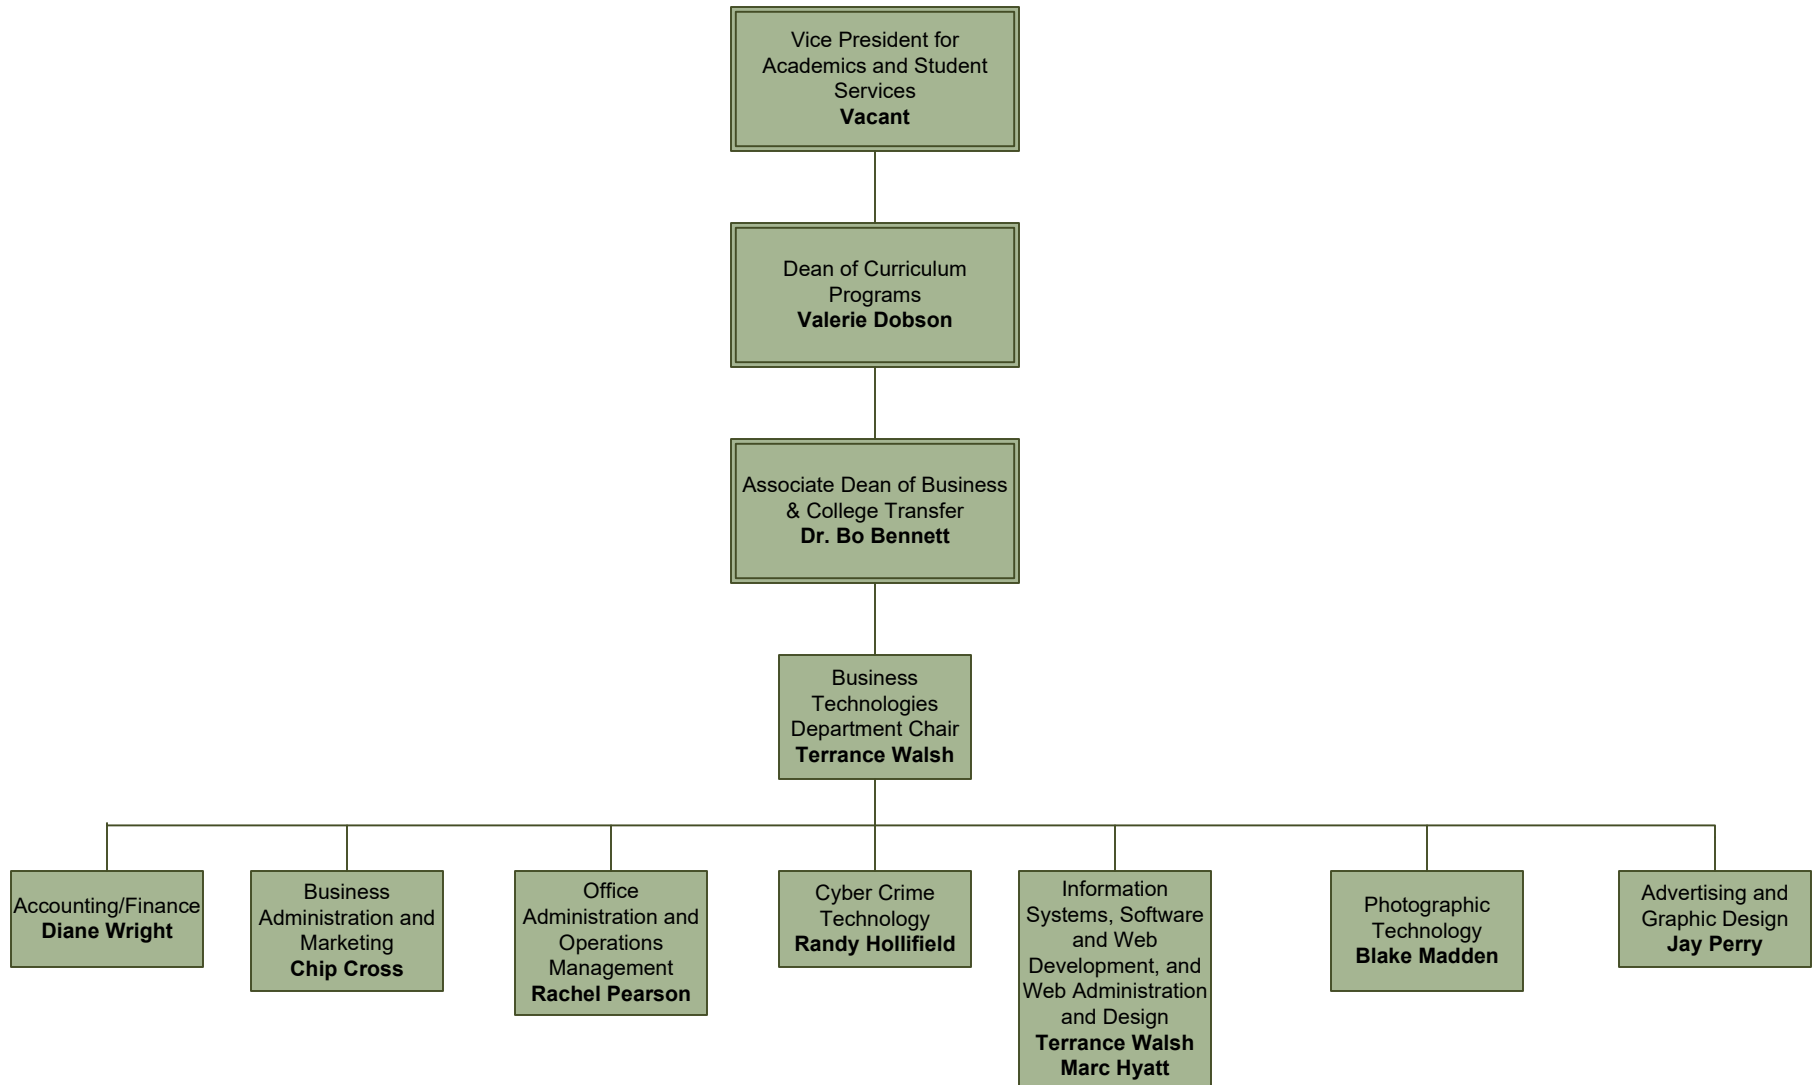 Vice President for
Academics and Student
Services
Vacant
Dean of Curriculum
Programs
Valerie Dobson
Associate Dean of Business
& College Transfer
Dr. Bo Bennett
Business
Technologies
Department Chair
Terrance Walsh
Accounting/Finance
Diane Wright
Business
Administration and
Marketing
Chip Cross
Office
Administration and
Operations
Management
Rachel Pearson
Cyber Crime
Technology
Randy Hollifield
Information
Systems, Software
and Web
Development, and
Web Administration
and Design
Terrance Walsh
Marc Hyatt
Photographic
Technology
Blake Madden
Advertising and
Graphic Design
Jay Perry